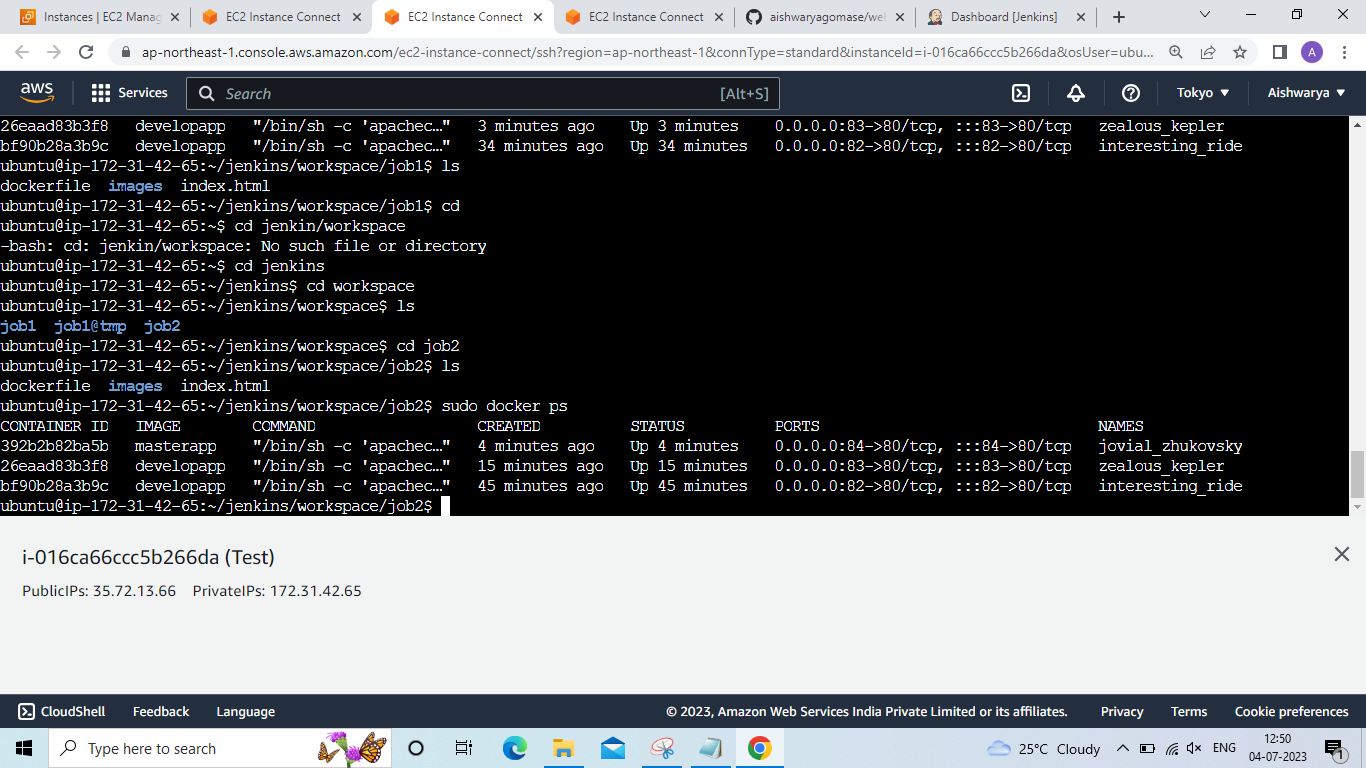 Instances | EC2 Manag
EC2 Instance Connect
EC2 Instance Connect
EC2 Instance Connect
aishwaryagomase/web
Dashboard [Jenkins]
ap-northeast-1.console.aws.amazon.com/ec2-instance-connect/ssh?region=ap-northeast-1&connType=standard&instanceId=i-016ca66ccc5b266da&osUser=ubu...
A
aws
Services
Search
[Alt+S]
Tokyo
Aishwarya
26eaad83b3f8 developapp "/bin/sh -c 'apachec…" 3 minutes ago Up 3 minutes 0.0.0.0:83->80/tcp, :::83->80/tcp zealous_kepler
bf90b28a3b9c developapp "/bin/sh -c 'apachec…" 34 minutes ago Up 34 minutes 0.0.0.0:82->80/tcp, :::82->80/tcp interesting_ride
ubuntu@ip-172-31-42-65:~/jenkins/workspace/job1$ ls
dockerfile images index.html
ubuntu@ip-172-31-42-65:~/jenkins/workspace/job1$ cd
ubuntu@ip-172-31-42-65:~$ cd jenkin/workspace
-bash: cd: jenkin/workspace: No such file or directory
ubuntu@ip-172-31-42-65:~$ cd jenkins
ubuntu@ip-172-31-42-65:~/jenkins$ cd workspace
ubuntu@ip-172-31-42-65:~/jenkins/workspace$ ls
job1 job1@tmp job2
ubuntu@ip-172-31-42-65:~/jenkins/workspace$ cd job2
ubuntu@ip-172-31-42-65:~/jenkins/workspace/job2$ ls
dockerfile images index.html
ubuntu@ip-172-31-42-65:~/jenkins/workspace/job2$ sudo docker ps
CONTAINER ID IMAGE COMMAND CREATED STATUS PORTS NAMES
392b2b82ba5b masterapp "/bin/sh -c 'apachec…" 4 minutes ago Up 4 minutes 0.0.0.0:84->80/tcp, :::84->80/tcp jovial_zhukovsky
26eaad83b3f8 developapp "/bin/sh -c 'apachec…" 15 minutes ago Up 15 minutes 0.0.0.0:83->80/tcp, :::83->80/tcp zealous_kepler
bf90b28a3b9c developapp "/bin/sh -c 'apachec…" 45 minutes ago Up 45 minutes 0.0.0.0:82->80/tcp, :::82->80/tcp interesting_ride
ubuntu@ip-172-31-42-65:~/jenkins/workspace/job2$
i-016ca66ccc5b266da (Test)
PublicIPs: 35.72.13.66 PrivateIPs: 172.31.42.65
CloudShell Feedback Language
© 2023, Amazon Web Services India Private Limited or its affiliates. Privacy Terms Cookie preferences
Type here to search
25°C Cloudy
ENG
12:50
04-07-2023
1